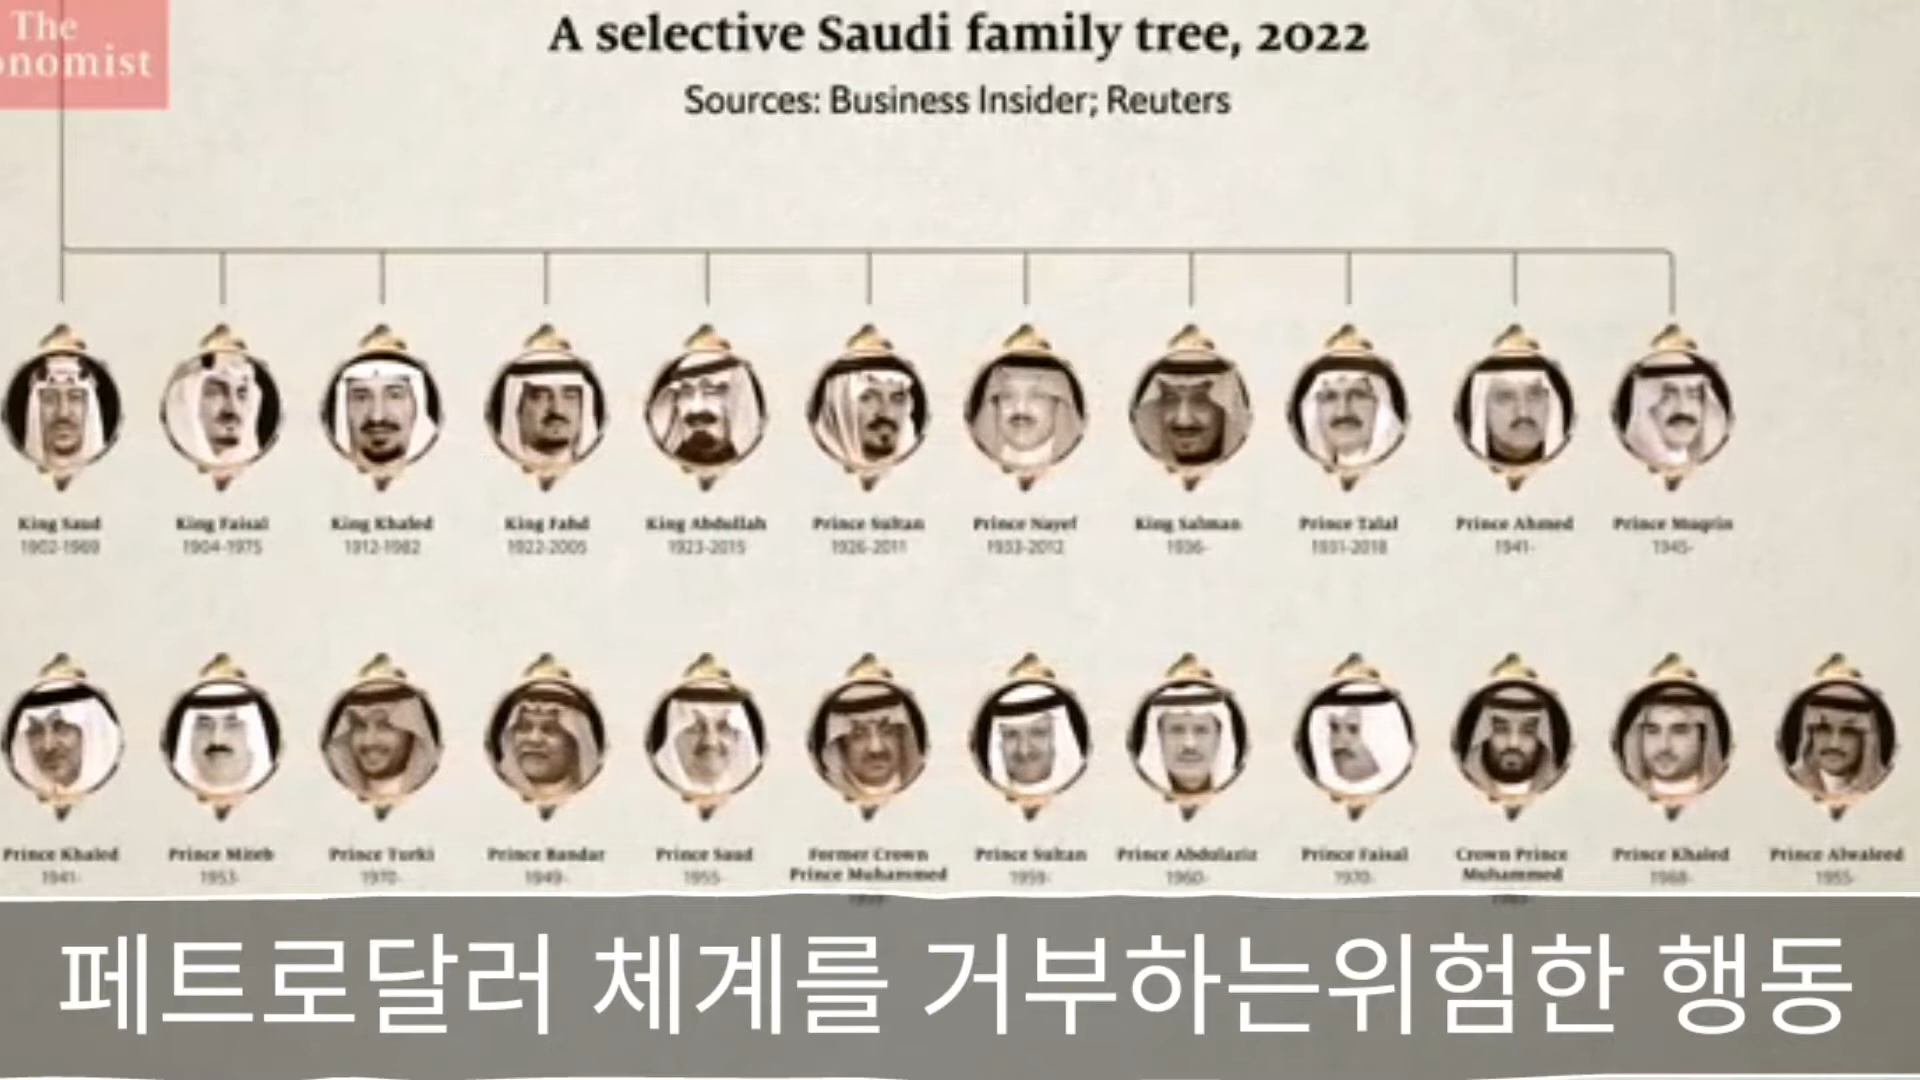 The
onomist
A selective Saudi family tree, 2022
Sources: Business Insider; Reuters
King Saud
1902-1969
King Faisal
1904-1975
King Khaled
1912-1982
King Fahd
1922-2005
King Abdullah
1923-2015
Prince Sultan
1926-2011
Prince Nayef
1933-2012
King Salman
1936-
Prince Talal
1931-2018
Prince Ahmed
1941-
Prince Muqrin
1945-
Prince Khaled
1941-
Prince Miteb
1953-
Prince Turki
1970-
Prince Bandar
1949-
Prince Saud
1955-
Former Crown
Prince Muhammed
Prince Sultan
1959-
Prince Abdulaziz
1960-
Prince Faisal
1970-
Crown Prince
Muhammed
Prince Khaled
1988-
Prince Alwaleed
1955-
페트로달러 체계를 거부하는위험한 행동